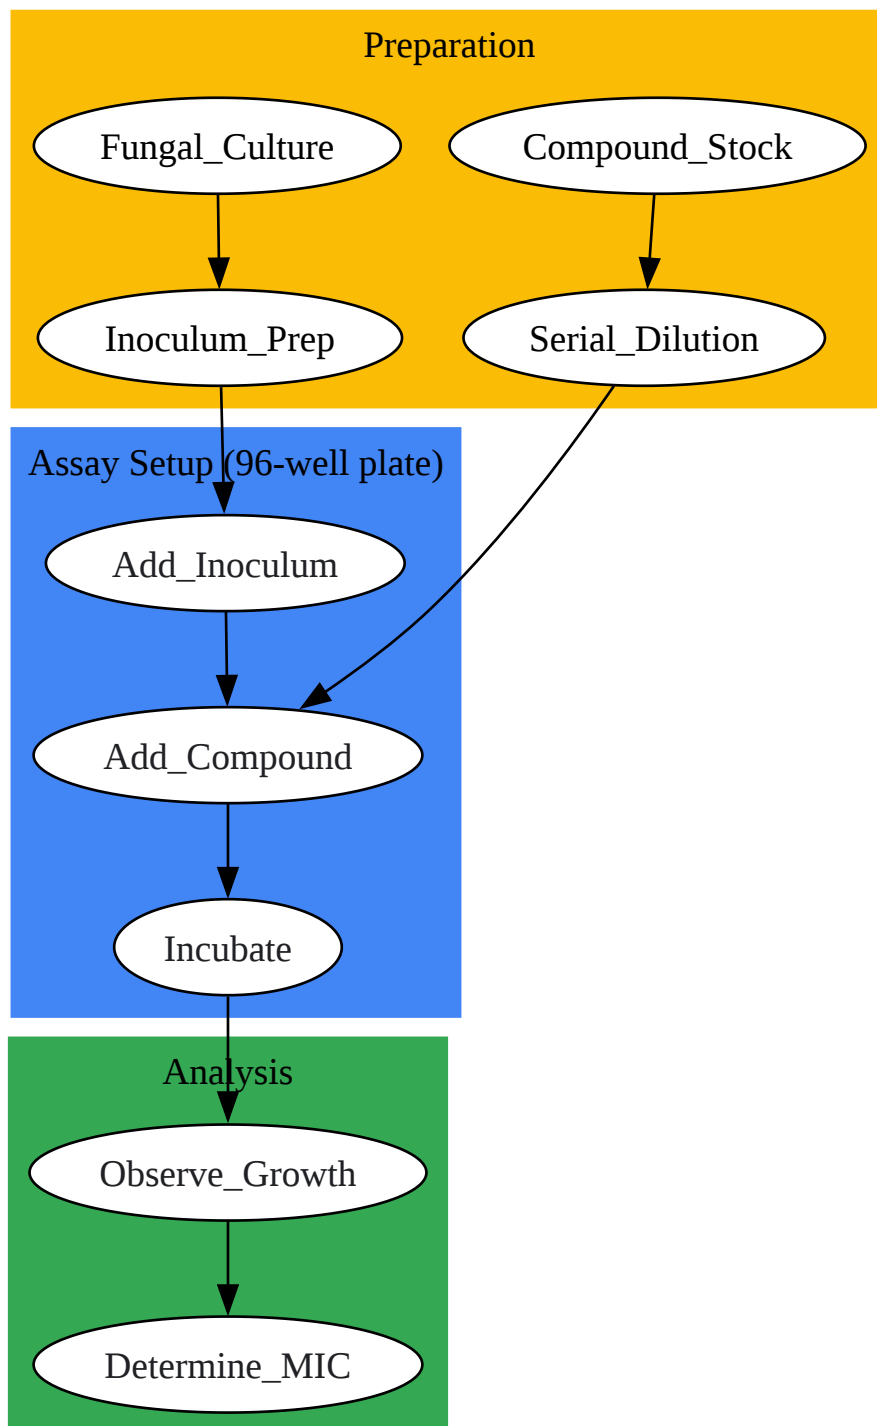 Preparation
Fungal_Culture
Compound_Stock
Inoculum_Prep
Serial_Dilution
Assay Setup (96-well plate)
Add_Inoculum
Add_Compound
Incubate
Analysis
Observe_Growth
Determine_MIC